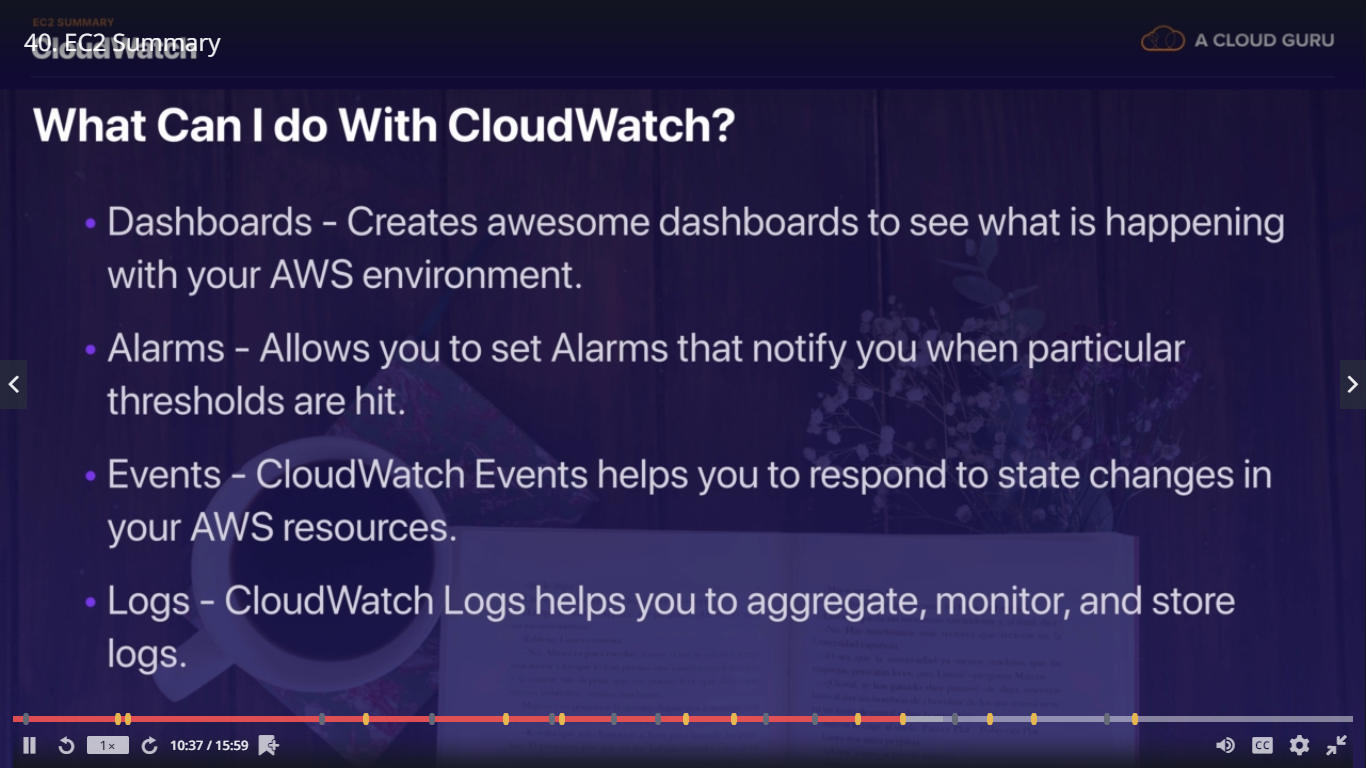 EC2 SUMMARY
40. EC2 Summary
CloudWatch
A CLOUD GURU
What Can I do With CloudWatch?
• Dashboards - Creates awesome dashboards to see what is happening
with your AWS environment.
• Alarms - Allows you to set Alarms that notify you when particular
thresholds are hit.
• Events - CloudWatch Events helps you to respond to state changes in
your AWS resources.
• Logs - CloudWatch Logs helps you to aggregate, monitor, and store
logs.
1×
10:37 / 15:59
CC